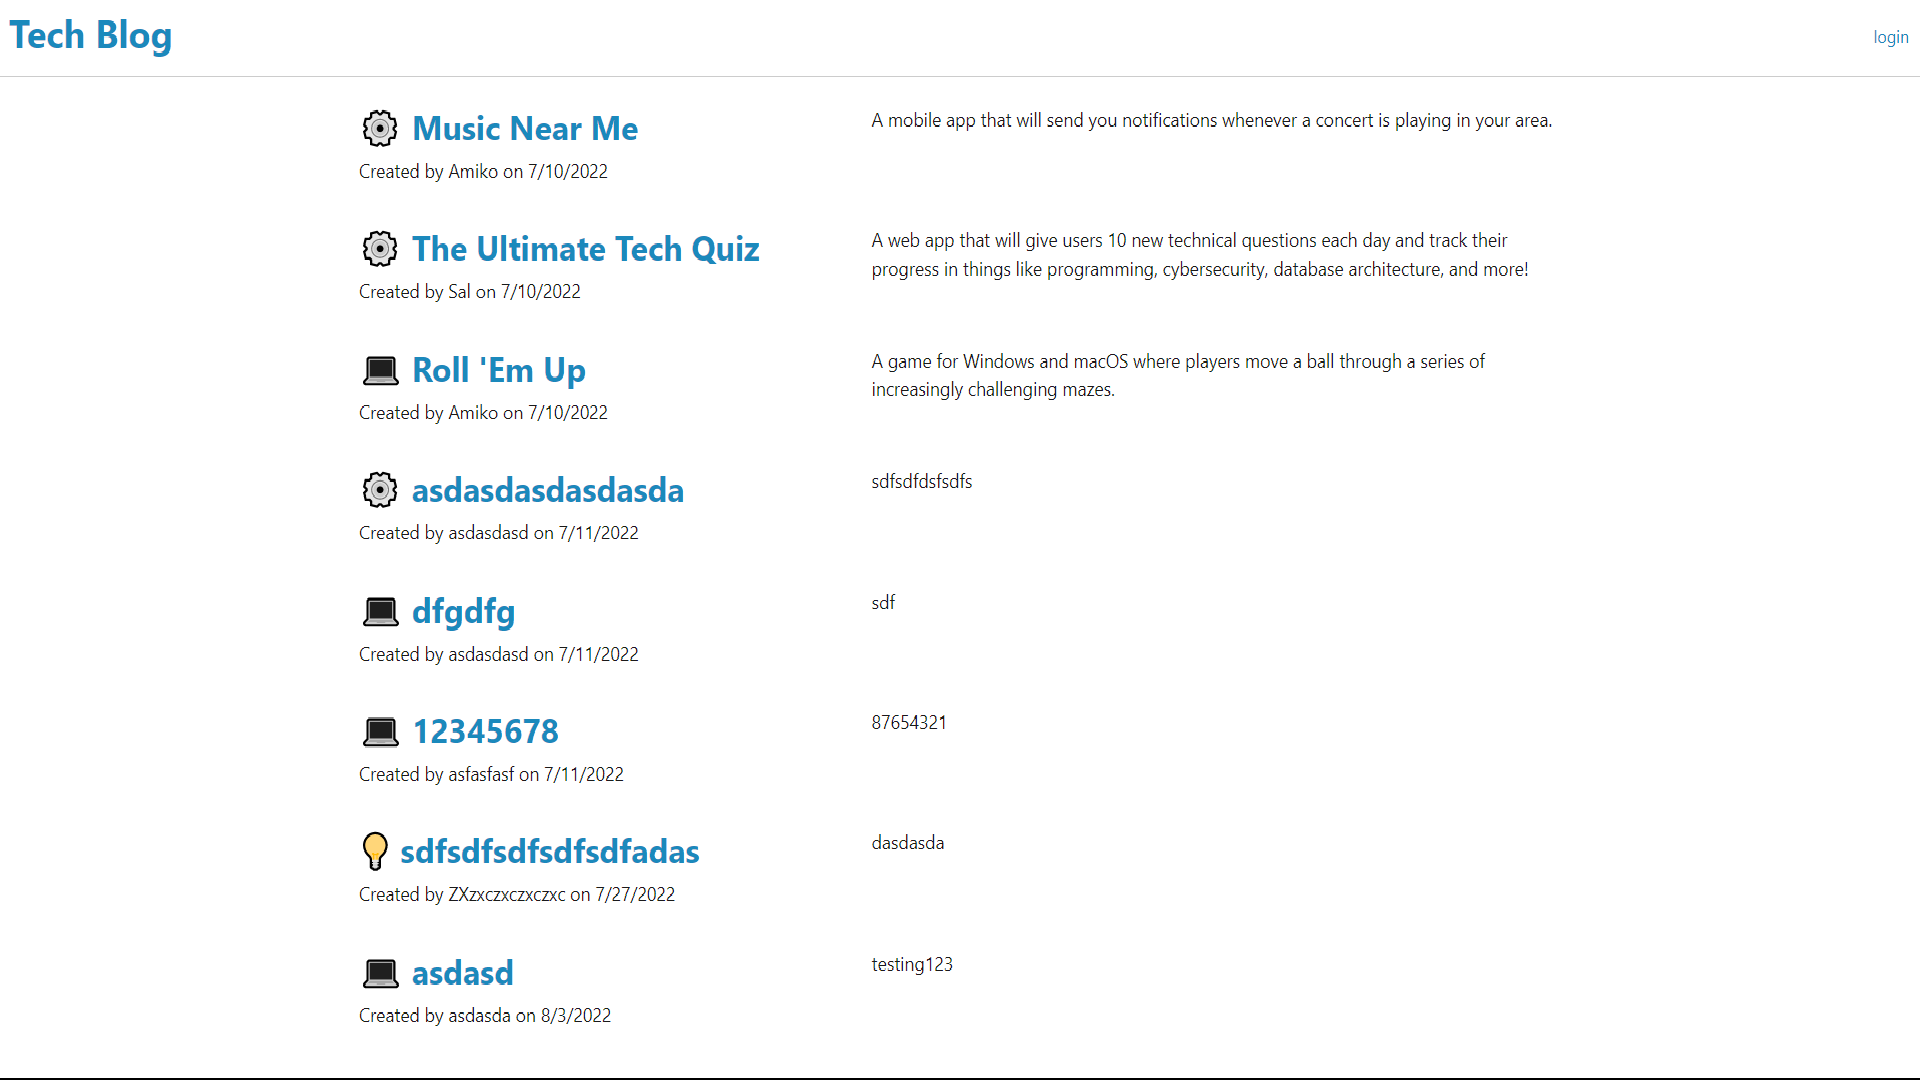 Tech Blog
login
Music Near Me
Created by Amiko on 7/10/2022
A mobile app that will send you notifications whenever a concert is playing in your area.
The Ultimate Tech Quiz
Created by Sal on 7/10/2022
A web app that will give users 10 new technical questions each day and track their
progress in things like programming, cybersecurity, database architecture, and more!
Roll 'Em Up
Created by Amiko on 7/10/2022
A game for Windows and macOS where players move a ball through a series of
increasingly challenging mazes.
asdasdasdasdasda
Created by asdasdasd on 7/11/2022
sdfsdfdsfsdfs
dfgdfg
Created by asdasdasd on 7/11/2022
sdf
12345678
Created by asfasfasf on 7/11/2022
87654321
sdfsdfsdfsdfsdfadas
Created by ZXzxczxczxczxc on 7/27/2022
dasdasda
asdasd
Created by asdasda on 8/3/2022
testing123